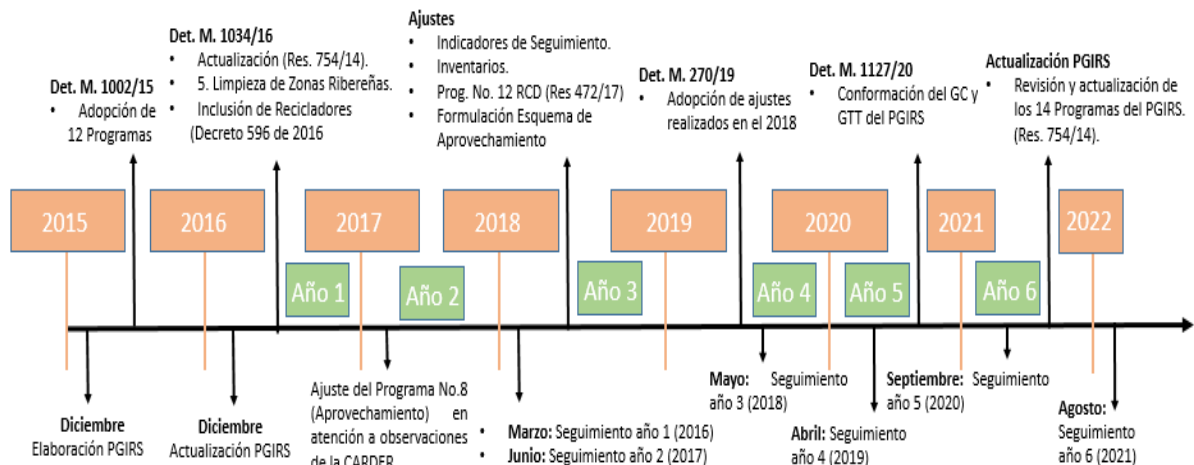 Det. M. 1002/15
• Adopción de
12 Programas
Det. M. 1034/16
• Actualización (Res. 754/14).
• 5. Limpieza de Zonas Ribereñas.
• Inclusión de Recicladores
(Decreto 596 de 2016
Ajustes
• Indicadores de Seguimiento.
• Inventarios.
• Prog. No. 12 RCD (Res 472/17)
• Formulación Esquema de
Aprovechamiento
Det. M. 270/19
• Adopción de ajustes
realizados en el 2018
Det. M. 1127/20
• Conformación del GC y
GTT del PGIRS
Actualización PGIRS
• Revisión y actualización de
los 14 Programas del PGIRS.
(Res. 754/14).
2015
2016
2017
2018
2019
2020
2021
2022
Año 1
Año 2
Año 3
Año 4
Año 5
Año 6
Diciembre
Elaboración PGIRS
Diciembre
Actualización PGIRS
Ajuste del Programa No.8
(Aprovechamiento) en
atención a observaciones
de la CARDER
• Marzo: Seguimiento año 1 (2016)
• Junio: Seguimiento año 2 (2017)
Mayo: Seguimiento
año 3 (2018)
Abril: Seguimiento
año 4 (2019)
Septiembre: Seguimiento
año 5 (2020)
Agosto:
Seguimiento
año 6 (2021)